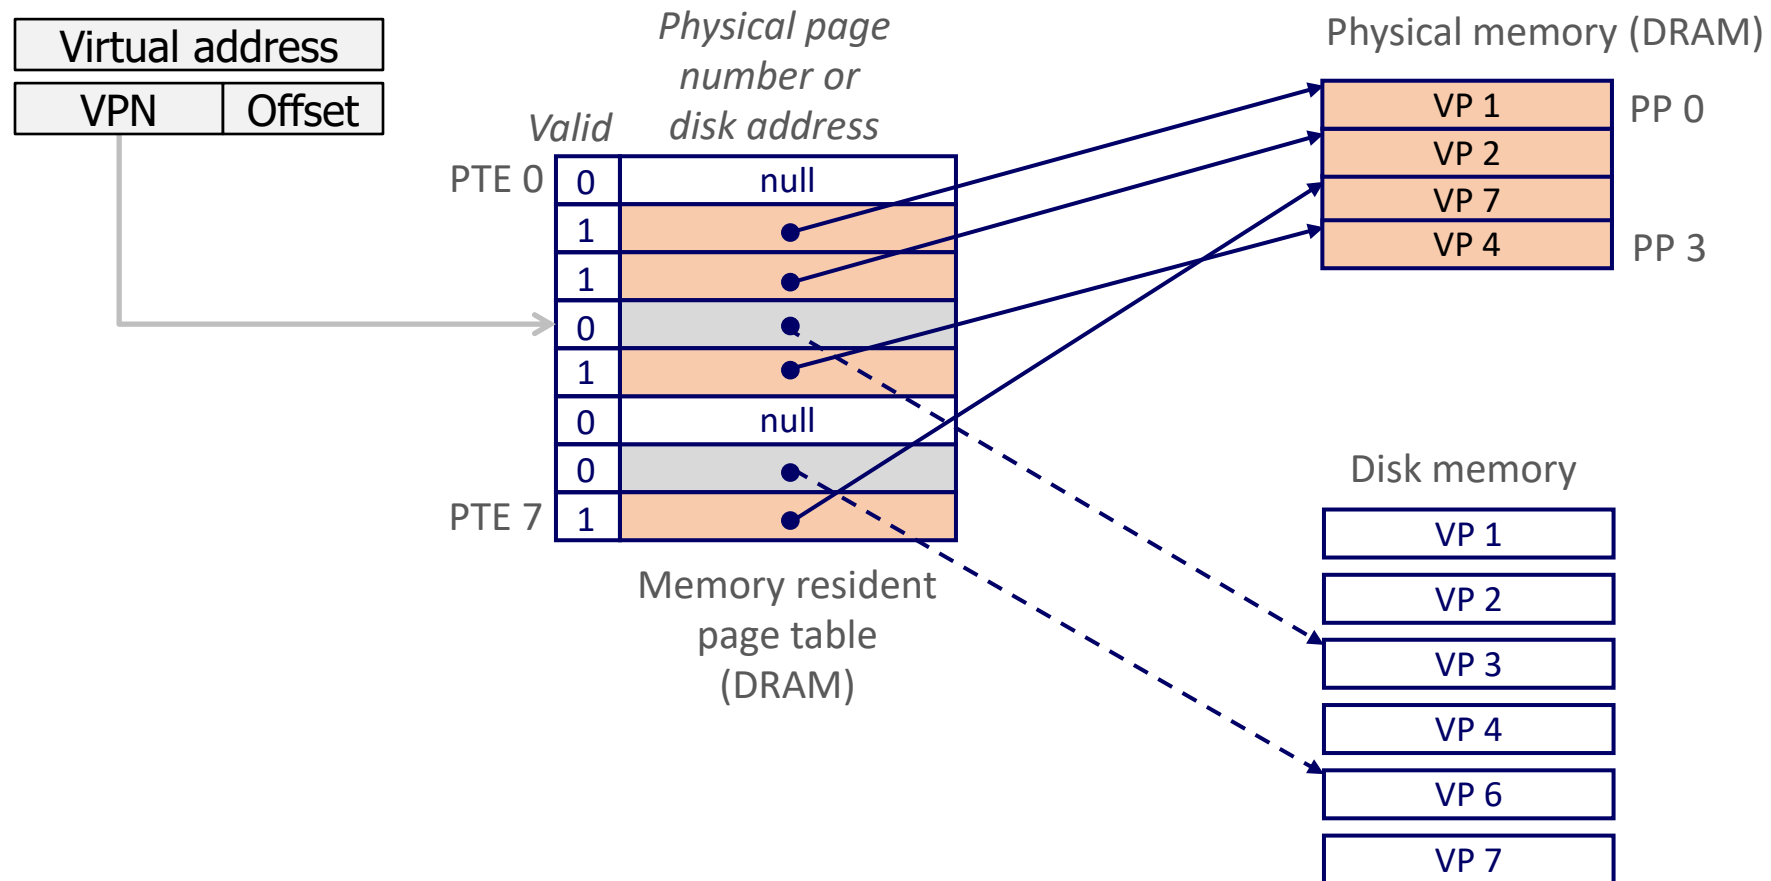 Virtual address
VPN Offset
Physical page
number or
disk address
Valid
PTE 0 0 null
1
1
0
1
0 null
0
PTE 7 1
Memory resident
page table
(DRAM)
Physical memory (DRAM)
VP 1 PP 0
VP 2
VP 7
VP 4 PP 3
Disk memory
VP 1
VP 2
VP 3
VP 4
VP 6
VP 7